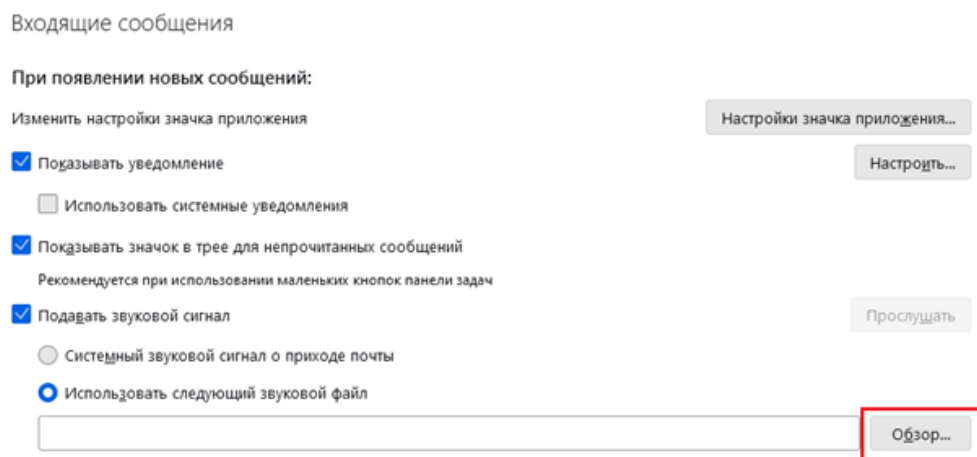 Входящие сообщения
При появлении новых сообщений:
Изменить настройки значка приложения
Настройки значка приложения...
Показывать уведомление
Настроить...
Использовать системные уведомления
Показывать значок в трее для непрочитанных сообщений
Рекомендуется при использовании маленьких кнопок панели задач
Подавать звуковой сигнал
Прослушать
Системный звуковой сигнал о приходе почты
Использовать следующий звуковой файл
Обзор...